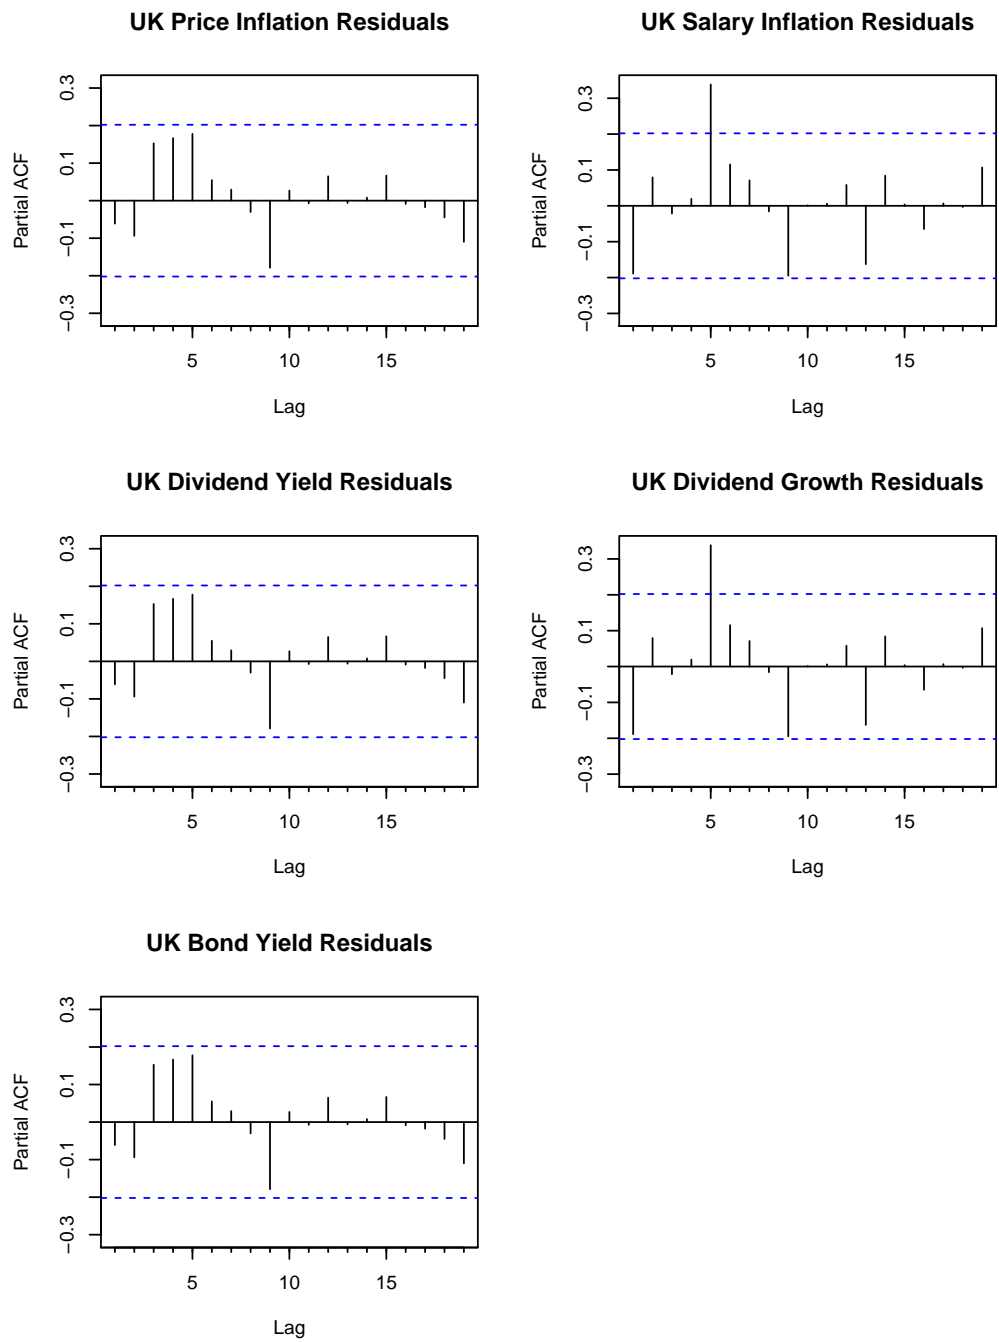 UK Price Inflation Residuals
Partial ACF
0.3
0.1
−0.1
−0.3
5 10 15
Lag
UK Salary Inflation Residuals
Partial ACF
0.3
0.1
−0.1
−0.3
5 10 15
Lag
UK Dividend Yield Residuals
Partial ACF
0.3
0.1
−0.1
−0.3
5 10 15
Lag
UK Dividend Growth Residuals
Partial ACF
0.3
0.1
−0.1
−0.3
5 10 15
Lag
UK Bond Yield Residuals
Partial ACF
0.3
0.1
−0.1
−0.3
5 10 15
Lag